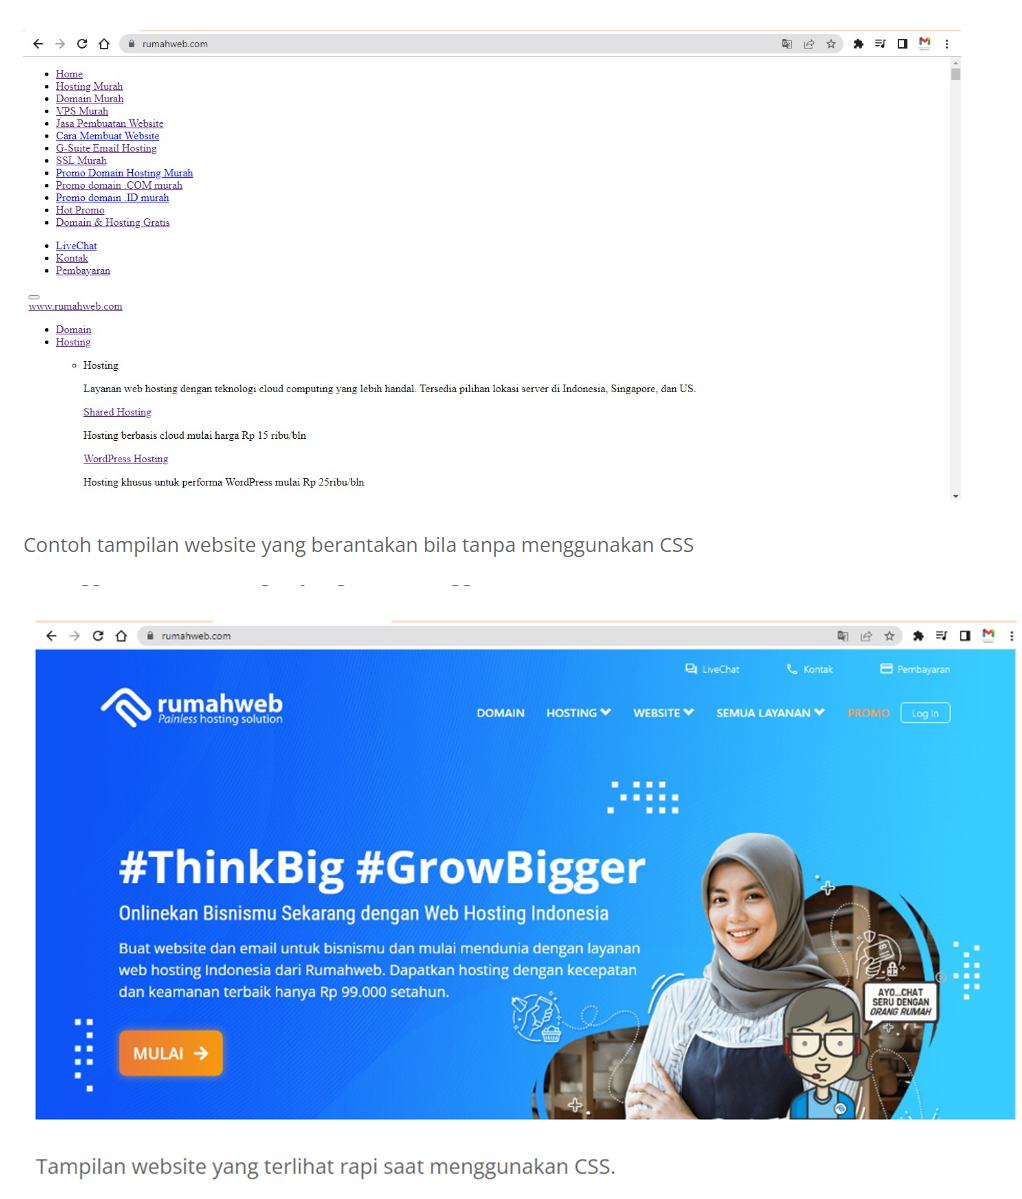 rumahweb.com
Home
Hosting Murah
Domain Murah
VPS Murah
Jasa Pembuatan Website
Cara Membuat Website
G-Suite Email Hosting
SSL Murah
Promo Domain Hosting Murah
Promo domain .COM murah
Promo domain .ID murah
Hot Promo
Domain & Hosting Gratis
LiveChat
Kontak
Pembayaran
www.rumahweb.com
Domain
Hosting
Hosting
Layanan web hosting dengan teknologi cloud computing yang lebih handal. Tersedia pilihan lokasi server di Indonesia, Singapore, dan US.
Shared Hosting
Hosting berbasis cloud mulai harga Rp 15 ribu/bln
WordPress Hosting
Hosting khusus untuk performa WordPress mulai Rp 25ribu/bln
Contoh tampilan website yang berantakan bila tanpa menggunakan CSS
rumahweb.com
LiveChat Kontak Pembayaran
rumahweb
Painless hosting solution
DOMAIN HOSTING WEBSITE SEMUA LAYANAN PROMO Log In
#ThinkBig #GrowBigger
Onlinekan Bisnismu Sekarang dengan Web Hosting Indonesia
Buat website dan email untuk bisnismu dan mulai mendunia dengan layanan
web hosting Indonesia dari Rumahweb. Dapatkan hosting dengan kecepatan
dan keamanan terbaik hanya Rp 99.000 setahun.
MULAI
AYO...CHAT
SERU DENGAN
ORANG RUMAH
Tampilan website yang terlihat rapi saat menggunakan CSS.